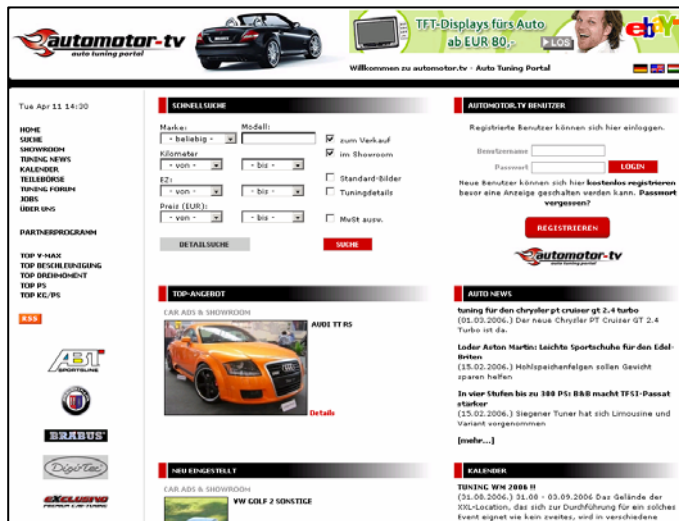 automotor-tv
auto tuning portal
TFT-Displays fürs Auto
ab EUR 80,-
LOS
ebay
Willkommen zu automotor.tv - Auto Tuning Portal
Tue Apr 11 14:30
HOME
SUCHE
SHOWROOM
TUNING NEWS
KALENDER
TEILEBÖRSE
TUNING FORUM
JOBS
ÜBER UNS
PARTNERPROGRAMM
TOP V-MAX
TOP BESCHLEUNIGUNG
TOP DREHMOMENT
TOP PS
TOP KG/PS
RSS
ABT
SPORTSLINE
BRABUS
DigiTec
EXCLUSIVO
PREMIUM CAR TUNING
SCHNELLSUCHE
Marke:
Modell:
- beliebig -
zum Verkauf
Kilometer
im Showroom
- von -
- bis -
Standard-Bilder
EZ:
Tuningdetails
- von -
- bis -
Preis (EUR):
- von -
- bis -
MwSt ausw.
DETAILSUCHE
SUCHE
TOP-ANGEBOT
CAR ADS & SHOWROOM
AUDI TT RS
Details
NEU EINGESTELLT
CAR ADS & SHOWROOM
VW GOLF 2 SONSTIGE
AUTOMOTOR.TV BENUTZER
Registrierte Benutzer können sich hier einloggen.
Benutzername
Passwort
LOGIN
Neue Benutzer können sich hier kostenlos registrieren
bevor eine Anzeige geschalten werden kann. Passwort
vergessen?
REGISTRIEREN
automotor-tv
auto tuning portal
AUTO NEWS
tuning für den chrysler pt cruiser gt 2.4 turbo
(01.03.2006.) Der neue Chrysler PT Cruiser GT 2.4
Turbo ist da.
Loder Aston Martin: Leichte Sportschuhe für den Edel-
Briten
(15.02.2006.) Hohlspeichenfelgen sollen Gewicht
sparen helfen
In vier Stufen bis zu 300 PS: B&B macht TFSI-Passat
stärker
(15.02.2006.) Siegener Tuner hat sich Limousine und
Variant vorgenommen
[mehr...]
KALENDER
TUNING WM 2006 !!
(31.08.2006.) 31.08 - 03.09.2006 Das Gelände der
XXL-Location, das sich zur Durchführung für ein solches
Event eignet wie kein zweites, wird in verschiedene